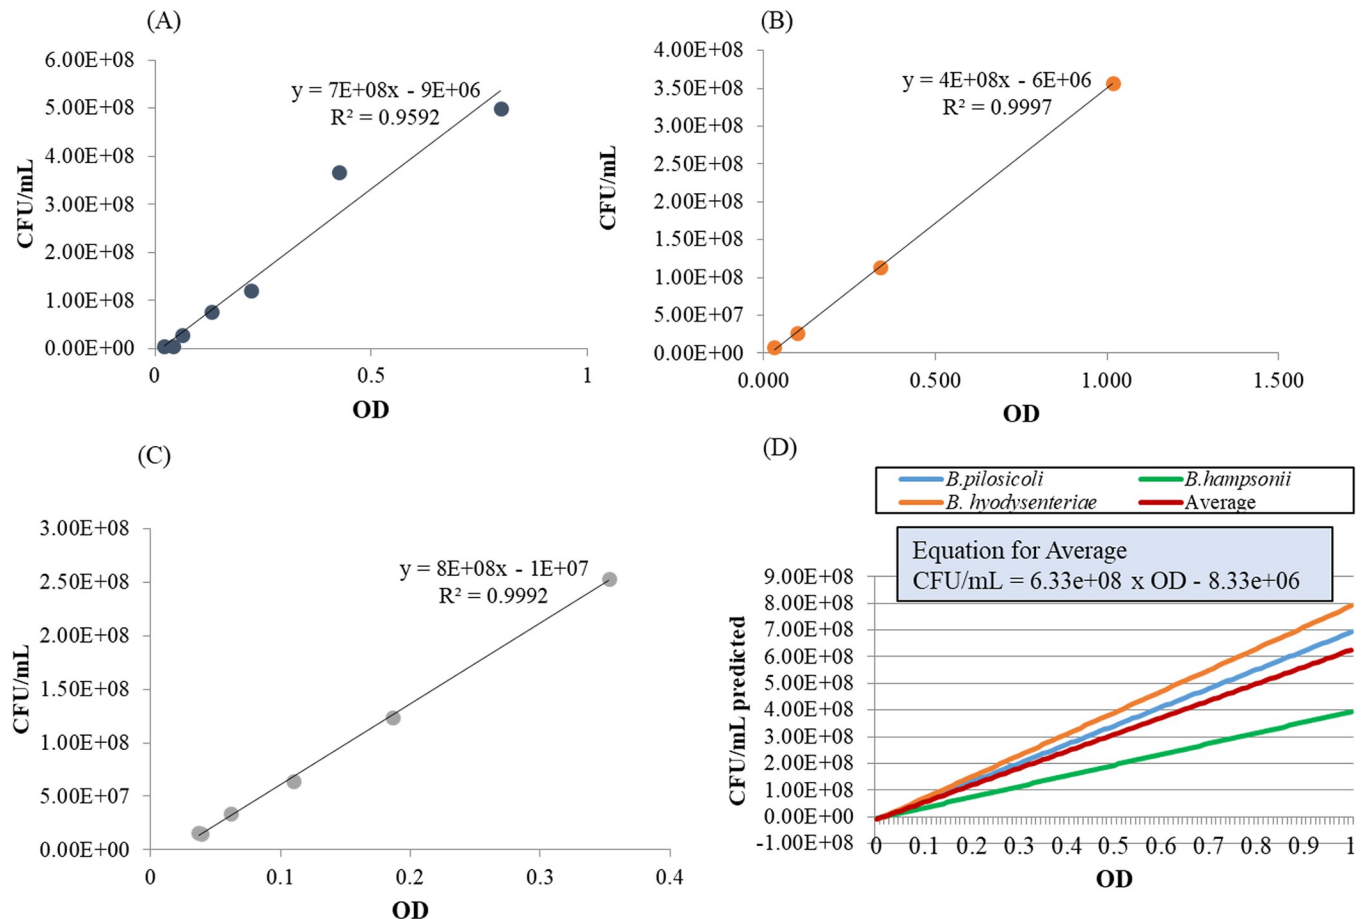 (A)
6.00E+08
5.00E+08
4.00E+08
3.00E+08
2.00E+08
1.00E+08
0.00E+00
CFU/mL
y = 7E+08x - 9E+06
R² = 0.9592
0 0.5 1
OD
(B)
4.00E+08
3.50E+08
3.00E+08
2.50E+08
2.00E+08
1.50E+08
1.00E+08
5.00E+07
0.00E+00
CFU/mL
y = 4E+08x - 6E+06
R² = 0.9997
0.000 0.500 1.000 1.500
OD
(C)
3.00E+08
2.50E+08
2.00E+08
1.50E+08
1.00E+08
5.00E+07
0.00E+00
CFU/mL
y = 8E+08x - 1E+07
R² = 0.9992
0 0.1 0.2 0.3 0.4
OD
(D)
B.pilosicoli B.hampsonii
B. hyodysenteriae Average
Equation for Average
CFU/mL = 6.33e+08 x OD - 8.33e+06
9.00E+08
8.00E+08
7.00E+08
6.00E+08
5.00E+08
4.00E+08
3.00E+08
2.00E+08
1.00E+08
0.00E+00
-1.00E+08
CFU/mL predicted
0 0.1 0.2 0.3 0.4 0.5 0.6 0.7 0.8 0.9 1
OD